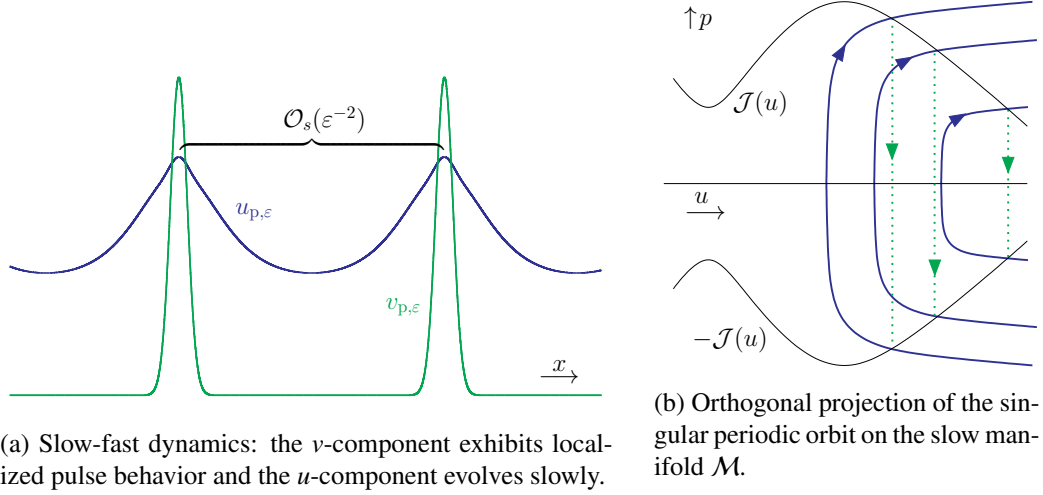 𝒪ₛ(ε⁻²)
u_{p,ε}
v_{p,ε}
x
(a) Slow-fast dynamics: the v-component exhibits local-
ized pulse behavior and the u-component evolves slowly.
↑p
𝒥(u)
u
−𝒥(u)
(b) Orthogonal projection of the sin-
gular periodic orbit on the slow man-
ifold ℳ.